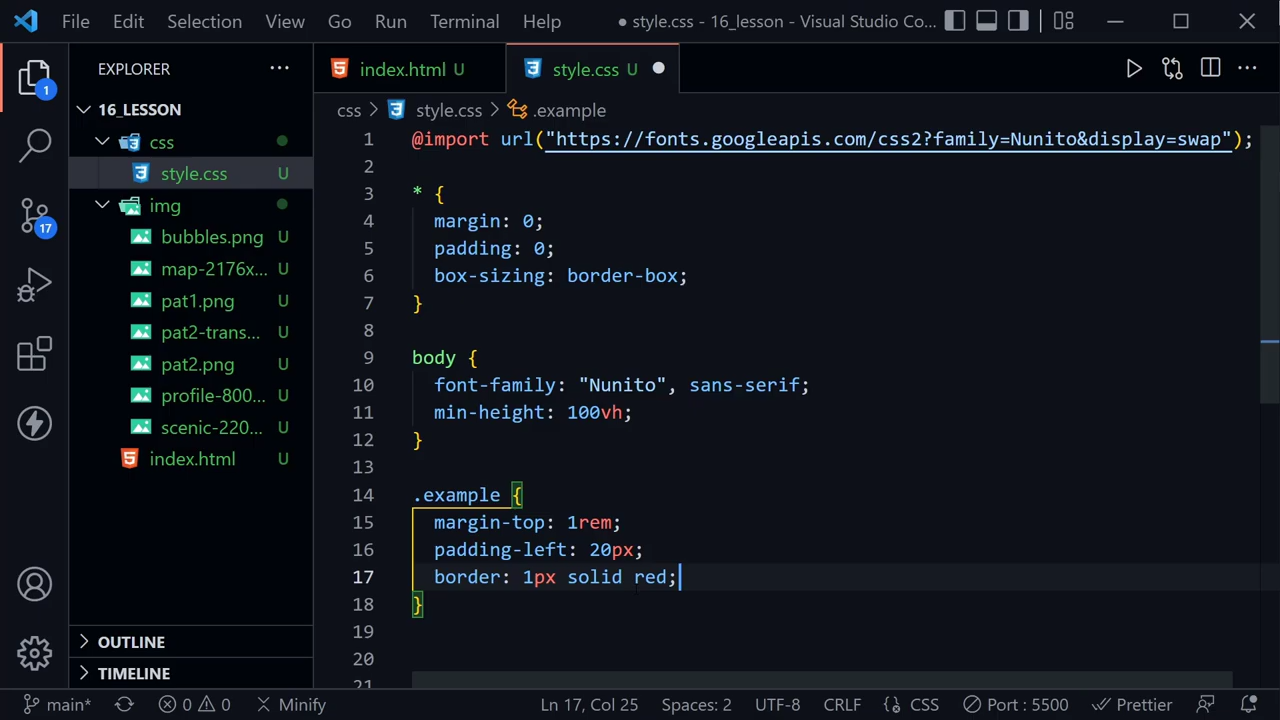 File Edit Selection View Go Run Terminal Help ● style.css - 16_lesson - Visual Studio Co...
EXPLORER ...
index.html U
style.css U
1
16_LESSON
css > style.css > .example
css
style.css U
img
17
bubbles.png U
map-2176x... U
pat1.png U
pat2-trans... U
pat2.png U
profile-800... U
scenic-220... U
index.html U
OUTLINE
TIMELINE
1 @import url("https://fonts.googleapis.com/css2?family=Nunito&display=swap");
2
3 * {
4 margin: 0;
5 padding: 0;
6 box-sizing: border-box;
7 }
8
9 body {
10 font-family: "Nunito", sans-serif;
11 min-height: 100vh;
12 }
13
14 .example {
15 margin-top: 1rem;
16 padding-left: 20px;
17 border: 1px solid red;
18 }
19
20
21
main* 0 0 Minify Ln 17, Col 25 Spaces: 2 UTF-8 CRLF {} CSS Port : 5500 Prettier